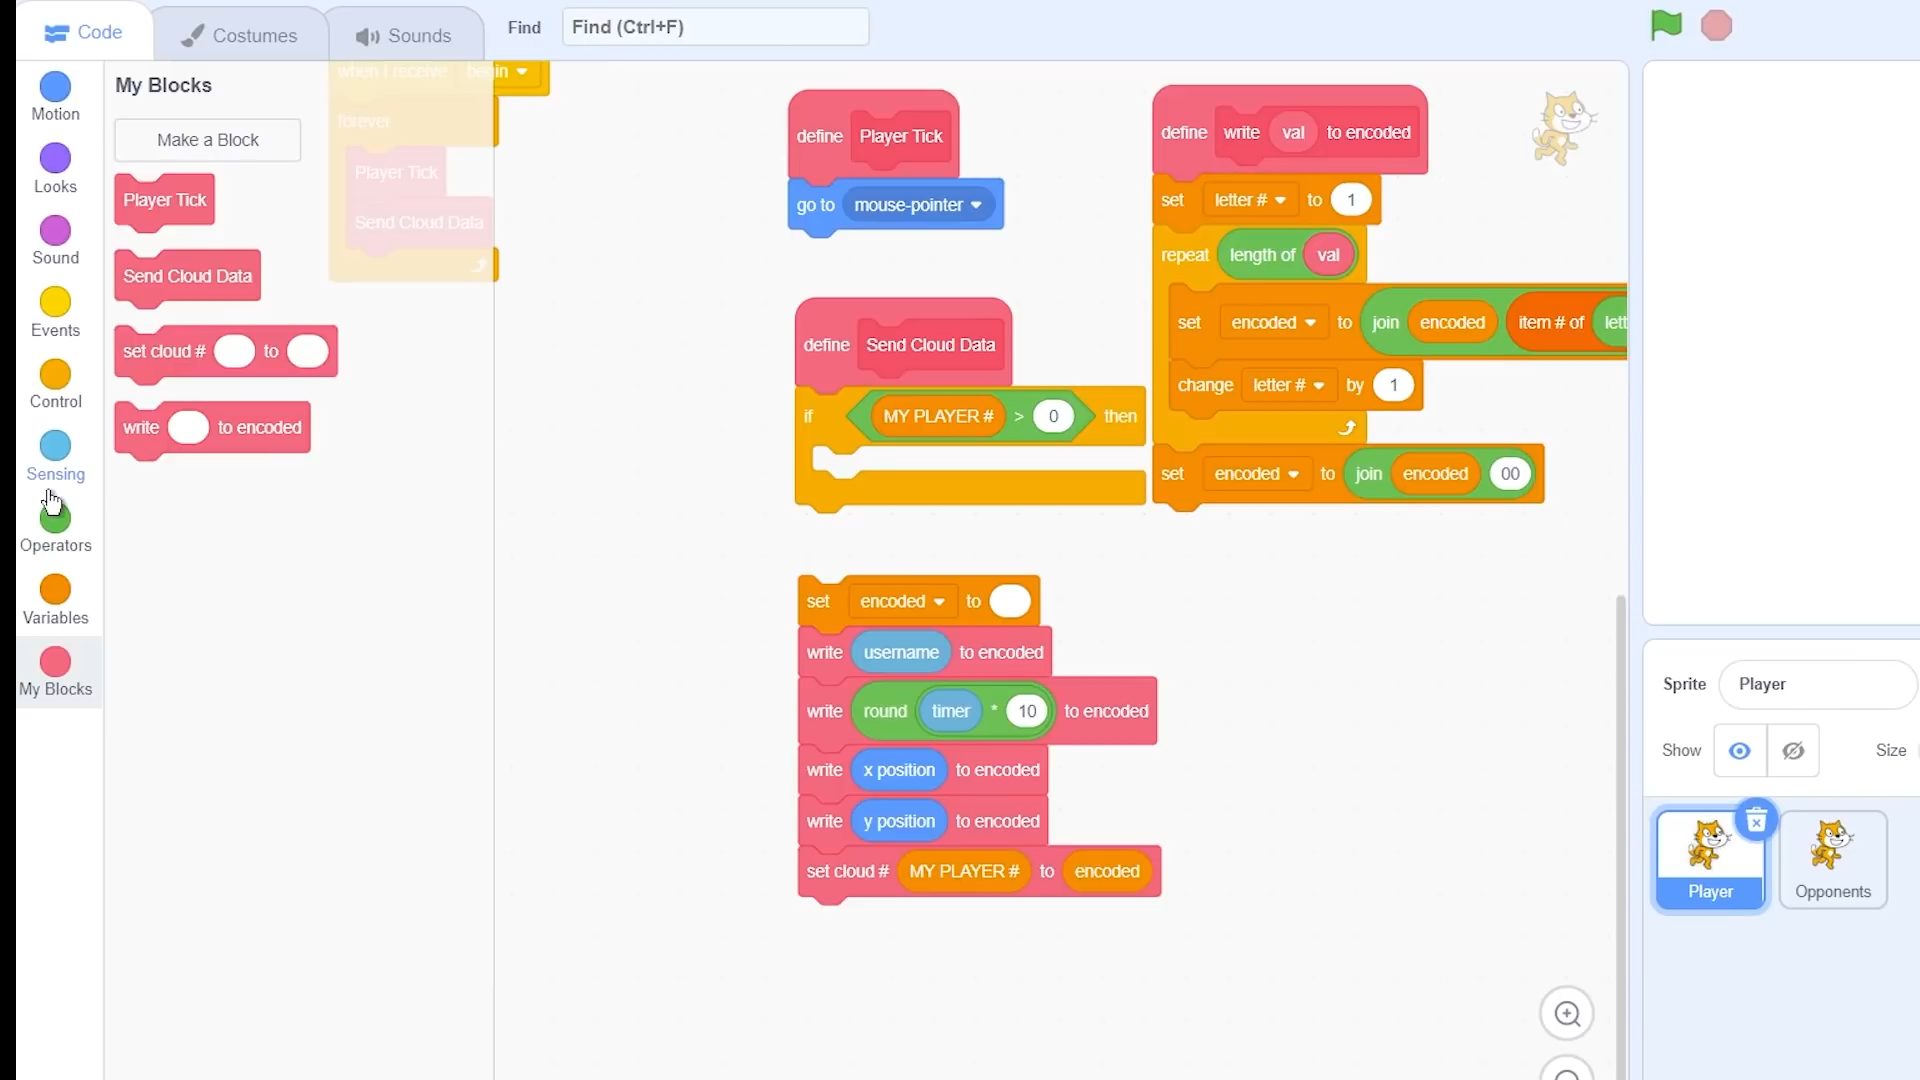 Code
Costumes
Sounds
Find
Find (Ctrl+F)
Motion
Looks
Sound
Events
Control
Sensing
Operators
Variables
My Blocks
My Blocks
Make a Block
Player Tick
Send Cloud Data
set cloud # to
write to encoded
when I receive begin
forever
Player Tick
Send Cloud Data
define Player Tick
go to mouse-pointer
define Send Cloud Data
if MY PLAYER # > 0 then
set encoded to
write username to encoded
write round timer * 10 to encoded
write x position to encoded
write y position to encoded
set cloud # MY PLAYER # to encoded
define write val to encoded
set letter # to 1
repeat length of val
set encoded to join encoded item # of lett
change letter # by 1
set encoded to join encoded 00
Sprite Player
Show
Size
Player
Opponents